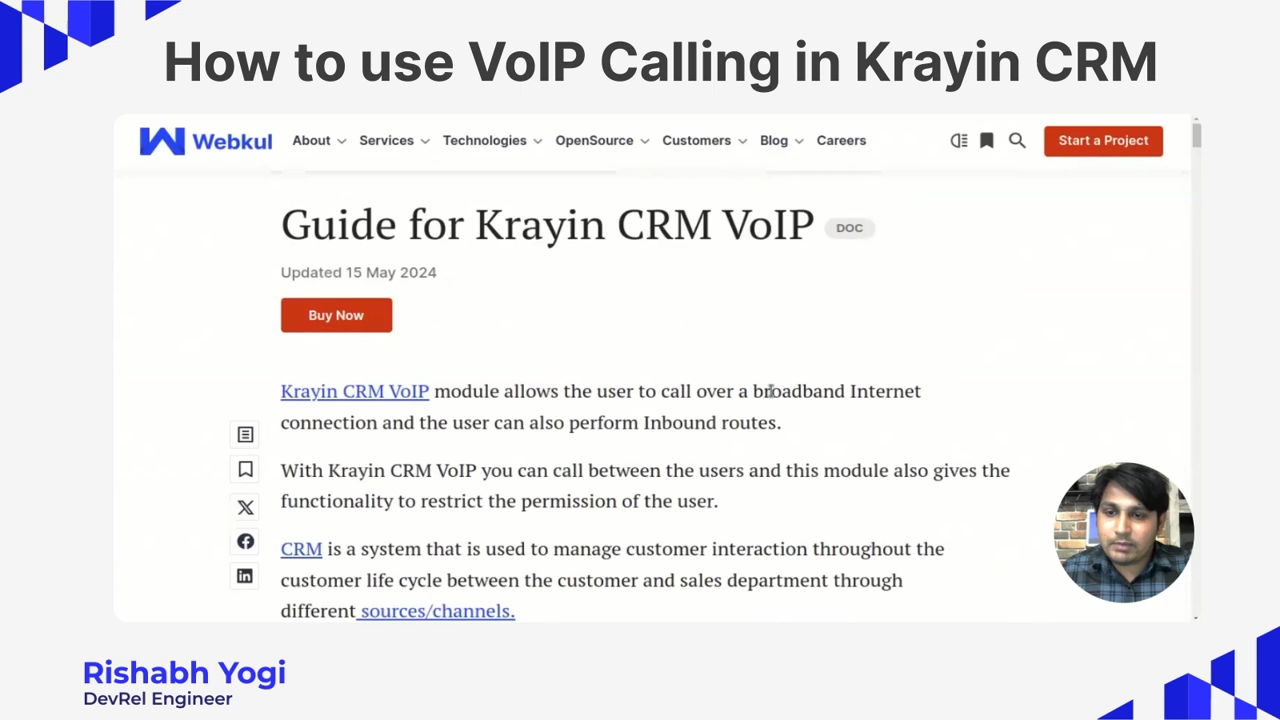 How to use VoIP Calling in Krayin CRM
Webkul About Services Technologies OpenSource Customers Blog Careers Start a Project
Guide for Krayin CRM VoIP DOC
Updated 15 May 2024
Buy Now
Krayin CRM VoIP module allows the user to call over a broadband Internet
connection and the user can also perform Inbound routes.
With Krayin CRM VoIP you can call between the users and this module also gives the
functionality to restrict the permission of the user.
CRM is a system that is used to manage customer interaction throughout the
customer life cycle between the customer and sales department through
different sources/channels.
Rishabh Yogi
DevRel Engineer